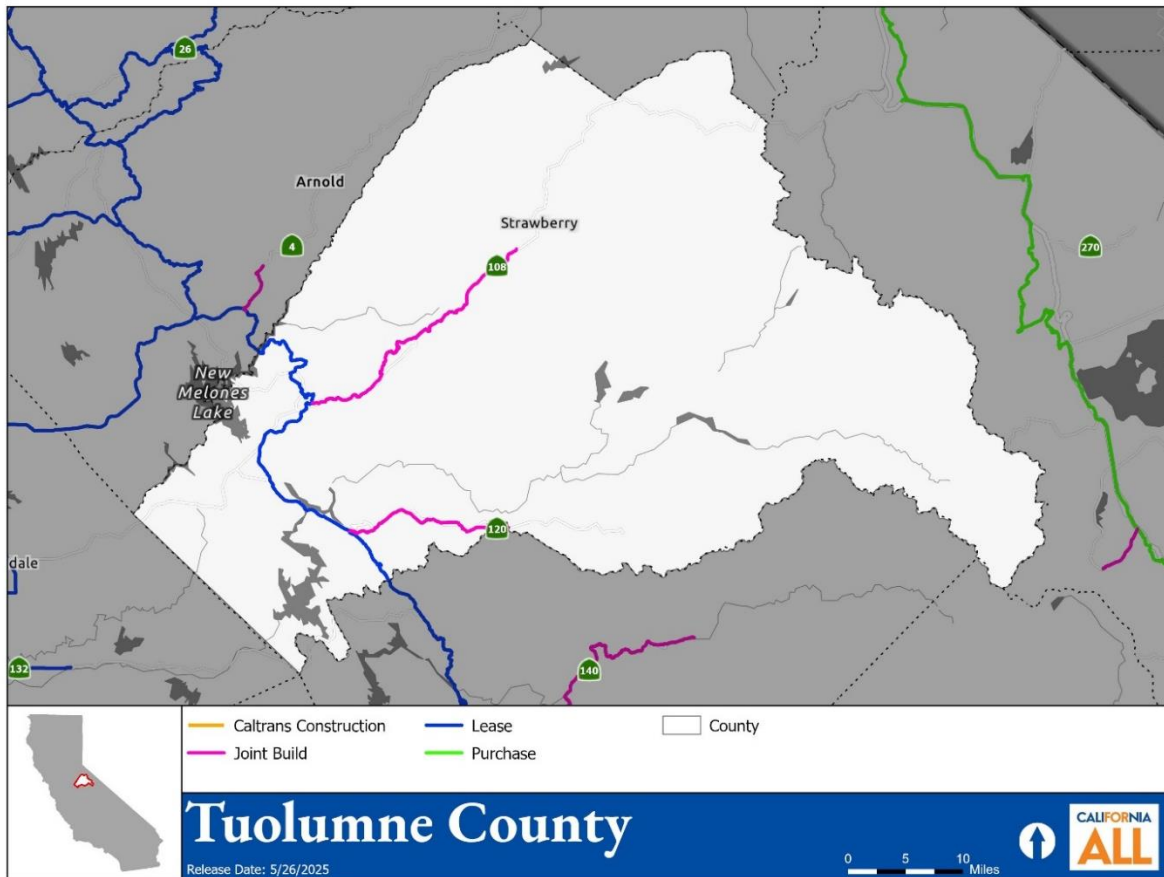 26
Arnold
Strawberry
4
270
108
New
Melones
Lake
120
dale
132
140
Caltrans Construction
Lease
County
Joint Build
Purchase
Tuolumne County
Release Date: 5/26/2025
0 5 10
Miles
CALIFORNIA
ALL